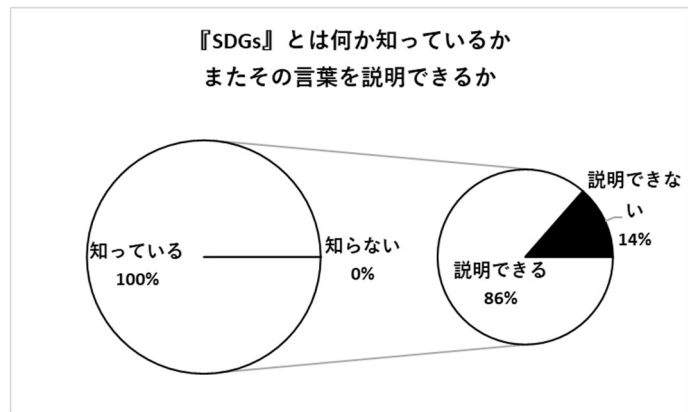 『SDGs』とは何か知っているか
またその言葉を説明できるか
知っている
100%
知らない
0%
説明できる
86%
説明できな
い
14%